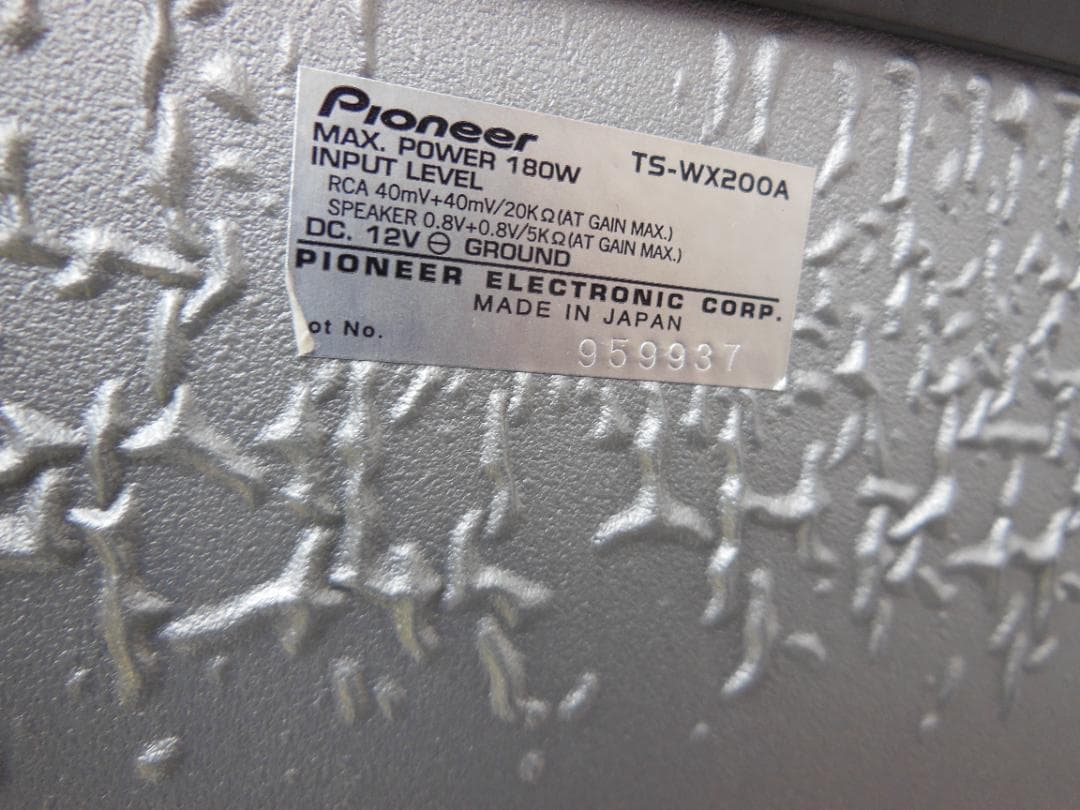 Pioneer
TS-WX200A
MAX. POWER 180W
INPUT LEVEL
RCA 40mV+40mV/20KΩ(AT GAIN MAX.)
SPEAKER 0.8V+0.8V/5KΩ(AT GAIN MAX.)
DC. 12V ⊖ GROUND
PIONEER ELECTRONIC CORP.
MADE IN JAPAN
ot No.
959937